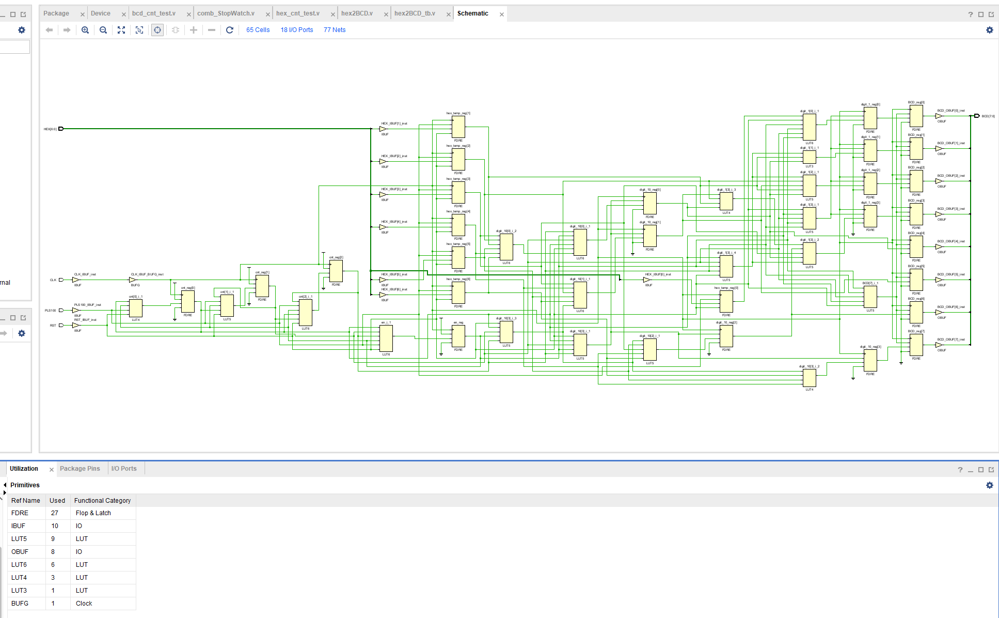 Package
Device
bcd_cnt_test.v
comb_StopWatch.v
hex_cnt_test.v
hex2BCD.v
hex2BCD_tb.v
Schematic
65 Cells
18 I/O Ports
77 Nets
HEX[6:0]
HEX_IBUF[1]_inst
IBUF
HEX_IBUF[2]_inst
IBUF
HEX_IBUF[3]_inst
IBUF
HEX_IBUF[4]_inst
IBUF
HEX_IBUF[5]_inst
IBUF
HEX_IBUF[6]_inst
IBUF
hex_temp_reg[1]
FDRE
hex_temp_reg[2]
FDRE
hex_temp_reg[3]
FDRE
hex_temp_reg[4]
FDRE
hex_temp_reg[5]
FDRE
hex_temp_reg[6]
FDRE
CLK
CLK_IBUF_inst
IBUF
CLK_IBUF_BUFG_inst
BUFG
PLS100
PLS100_IBUF_inst
IBUF
RST
RST_IBUF_inst
IBUF
cnt[0]_i_1
LUT4
cnt_reg[0]
FDRE
cnt[1]_i_1
LUT5
cnt_reg[1]
FDRE
cnt[2]_i_1
LUT6
cnt_reg[2]
FDRE
en_i_1
LUT6
en_reg
FDRE
digit_10[0]_i_2
LUT6
digit_10[3]_i_3
LUT5
digit_10[0]_i_1
LUT6
digit_10[1]_i_1
LUT6
digit_10[3]_i_1
LUT5
digit_10_reg[0]
FDRE
digit_10_reg[1]
FDRE
HEX_IBUF[0]_inst
IBUF
digit_10[2]_i_1
LUT5
digit_1[3]_i_3
LUT4
digit_1[3]_i_4
LUT5
hex_temp_reg[0]
FDRE
digit_10_reg[2]
FDRE
digit_1[0]_i_1
LUT6
digit_1[1]_i_1
LUT3
digit_1[2]_i_1
LUT5
digit_1[3]_i_1
LUT5
digit_1[3]_i_2
LUT5
digit_10[3]_i_2
LUT4
digit_1_reg[0]
FDRE
digit_1_reg[1]
FDRE
digit_1_reg[2]
FDRE
digit_1_reg[3]
FDRE
BCD[7]_i_1
LUT5
digit_10_reg[3]
FDRE
BCD_reg[0]
FDRE
BCD_reg[1]
FDRE
BCD_reg[2]
FDRE
BCD_reg[3]
FDRE
BCD_reg[4]
FDRE
BCD_reg[5]
FDRE
BCD_reg[6]
FDRE
BCD_reg[7]
FDRE
BCD_OBUF[0]_inst
OBUF
BCD_OBUF[1]_inst
OBUF
BCD_OBUF[2]_inst
OBUF
BCD_OBUF[3]_inst
OBUF
BCD_OBUF[4]_inst
OBUF
BCD_OBUF[5]_inst
OBUF
BCD_OBUF[6]_inst
OBUF
BCD_OBUF[7]_inst
OBUF
BCD[7:0]
rnal
Utilization
Package Pins
I/O Ports
Primitives
Ref Name Used Functional Category
FDRE 27 Flop & Latch
IBUF 10 IO
LUT5 9 LUT
OBUF 8 IO
LUT6 6 LUT
LUT4 3 LUT
LUT3 1 LUT
BUFG 1 Clock